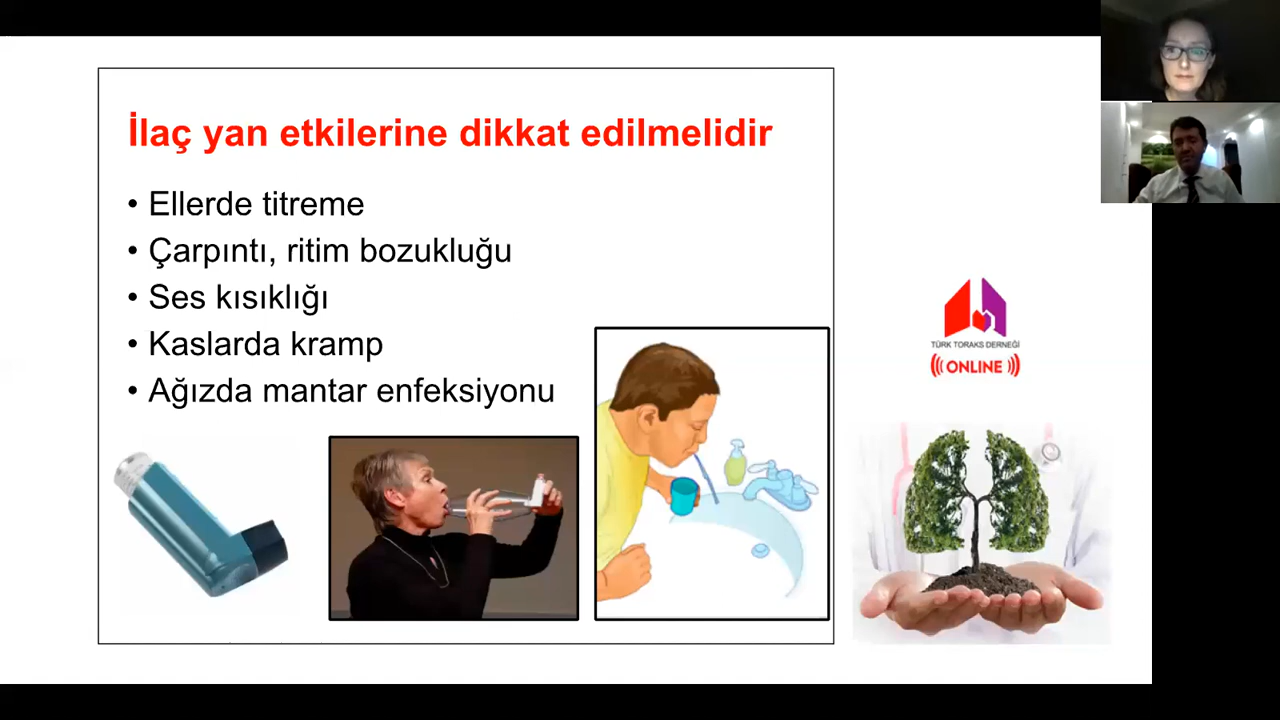 İlaç yan etkilerine dikkat edilmelidir
• Ellerde titreme
• Çarpıntı, ritim bozukluğu
• Ses kısıklığı
• Kaslarda kramp
• Ağızda mantar enfeksiyonu
TÜRK TORAKS DERNEĞİ
ONLINE